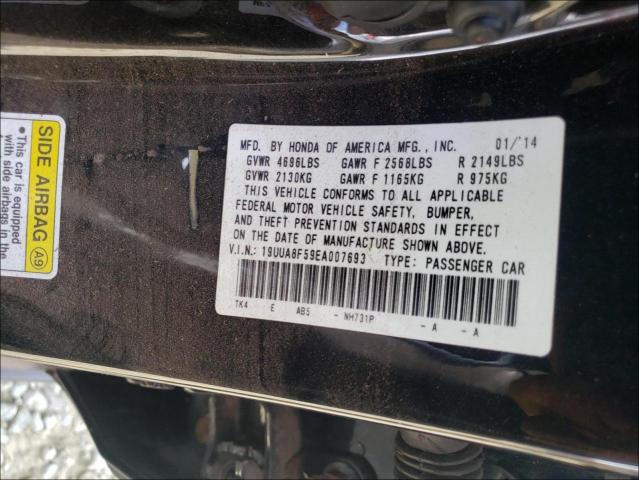 SIDE AIRBAG A9
• This car is equipped
with side airbags in the
MFD. BY HONDA OF AMERICA MFG., INC. 01/'14
GVWR 4696LBS GAWR F 2568LBS R 2149LBS
GVWR 2130KG GAWR F 1165KG R 975KG
THIS VEHICLE CONFORMS TO ALL APPLICABLE
FEDERAL MOTOR VEHICLE SAFETY, BUMPER,
AND THEFT PREVENTION STANDARDS IN EFFECT
ON THE DATE OF MANUFACTURE SHOWN ABOVE.
V.I.N.: 19UUA8F59EA007693 TYPE: PASSENGER CAR
TK4 E AB5 - NH731P - A - A